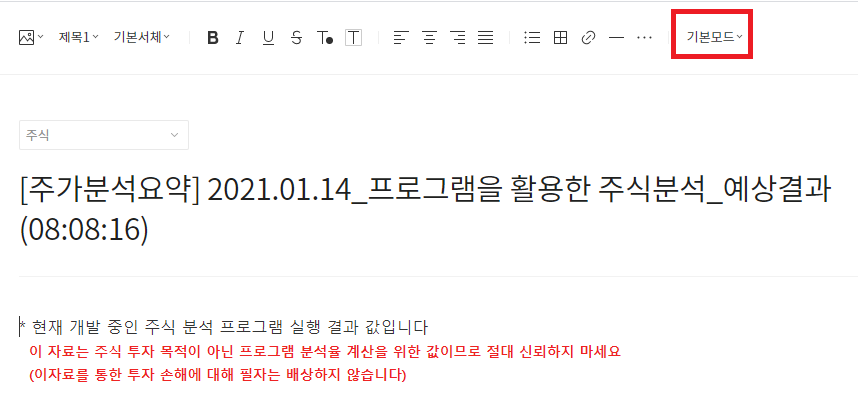 제목1 기본서체 B I U S T T 기본모드
주식
[주가분석요약] 2021.01.14_프로그램을 활용한 주식분석_예상결과
(08:08:16)
* 현재 개발 중인 주식 분석 프로그램 실행 결과 값입니다
이 자료는 주식 투자 목적이 아닌 프로그램 분석율 계산을 위한 값이므로 절대 신뢰하지 마세요
(이자료를 통한 투자 손해에 대해 필자는 배상하지 않습니다)